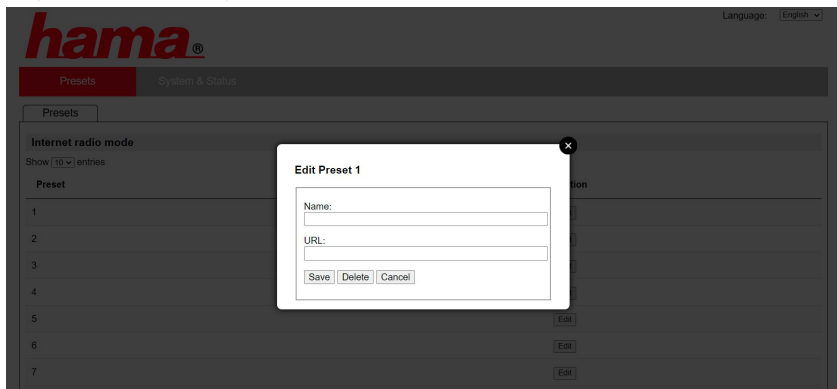 Language: English
hama®
Presets System & Status
Presets
Internet radio mode
Show 10 entries
Preset
1
2
3
4
5 Edit
6 Edit
7 Edit
Edit Preset 1
Name:
URL:
Save Delete Cancel